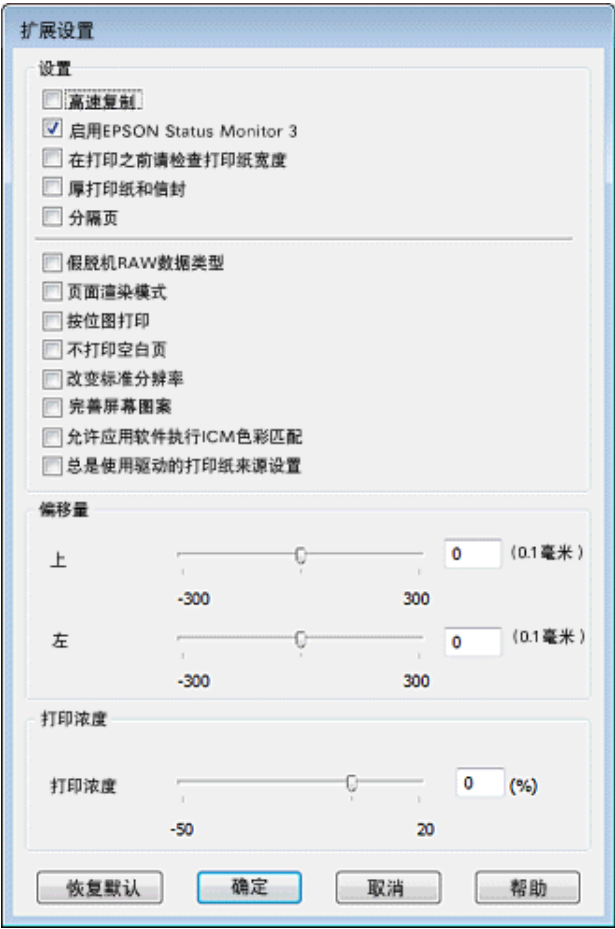 扩展设置
设置
高速复制
启用EPSON Status Monitor 3
在打印之前请检查打印纸宽度
厚打印纸和信封
分隔页
假脱机RAW数据类型
页面渲染模式
按位图打印
不打印空白页
改变标准分辨率
完善屏幕图案
允许应用软件执行ICM色彩匹配
总是使用驱动的打印纸来源设置
偏移量
上 0 (0.1毫米)
-300 300
左 0 (0.1毫米)
-300 300
打印浓度
打印浓度 0 (%)
-50 20
恢复默认 确定 取消 帮助